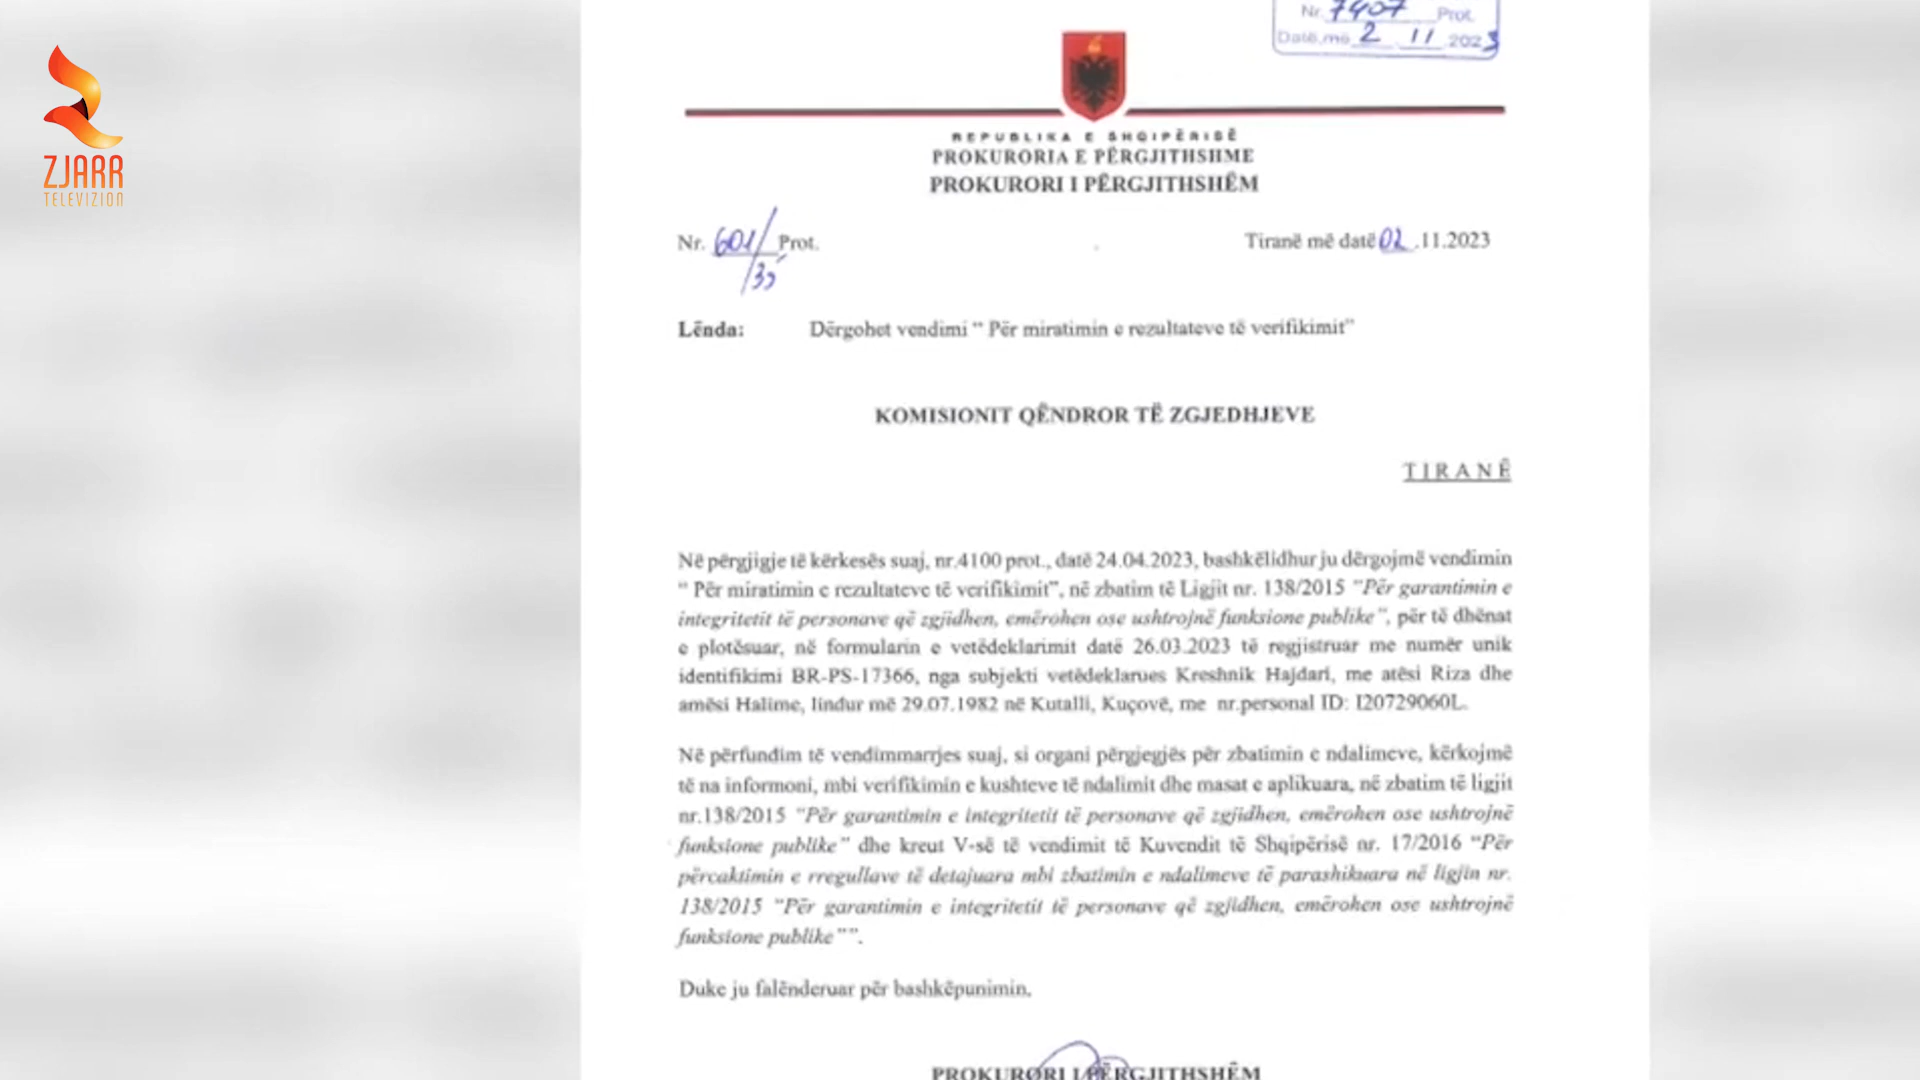 ZJARR
TELEVIZION
Nr. 7407 Prot.
Datë, më 2 11 2023
REPUBLIKA E SHQIPËRISË
PROKURORIA E PËRGJITHSHME
PROKURORI I PËRGJITHSHËM
Nr. 601/35 Prot.
Tiranë më datë 02.11.2023
Lënda: Dërgohet vendimi “ Për miratimin e rezultateve të verifikimit”
KOMISIONIT QËNDROR TË ZGJEDHJEVE
TIRANË
Në përgjigje të kërkesës suaj, nr.4100 prot., datë 24.04.2023, bashkëlidhur ju dërgojmë vendimin
“ Për miratimin e rezultateve të verifikimit”, në zbatim të Ligjit nr. 138/2015 “Për garantimin e
integritetit të personave që zgjidhen, emërohen ose ushtrojnë funksione publike”, për të dhënat
e plotësuar, në formularin e vetëdeklarimit datë 26.03.2023 të regjistruar me numër unik
identifikimi BR-PS-17366, nga subjekti vetëdeklarues Kreshnik Hajdari, me atësi Riza dhe
amësi Halime, lindur më 29.07.1982 në Kutalli, Kuçovë, me nr.personal ID: I20729060L.
Në përfundim të vendimmarrjes suaj, si organi përgjegjës për zbatimin e ndalimeve, kërkojmë
të na informoni, mbi verifikimin e kushteve të ndalimit dhe masat e aplikuara, në zbatim të ligjit
nr.138/2015 “Për garantimin e integritetit të personave që zgjidhen, emërohen ose ushtrojnë
funksione publike” dhe kreut V-së të vendimit të Kuvendit të Shqipërisë nr. 17/2016 “Për
përcaktimin e rregullave të detajuara mbi zbatimin e ndalimeve të parashikuara në ligjin nr.
138/2015 “Për garantimin e integritetit të personave që zgjidhen, emërohen ose ushtrojnë
funksione publike””.
Duke ju falënderuar për bashkëpunimin.
PROKURORI I PËRGJITHSHËM